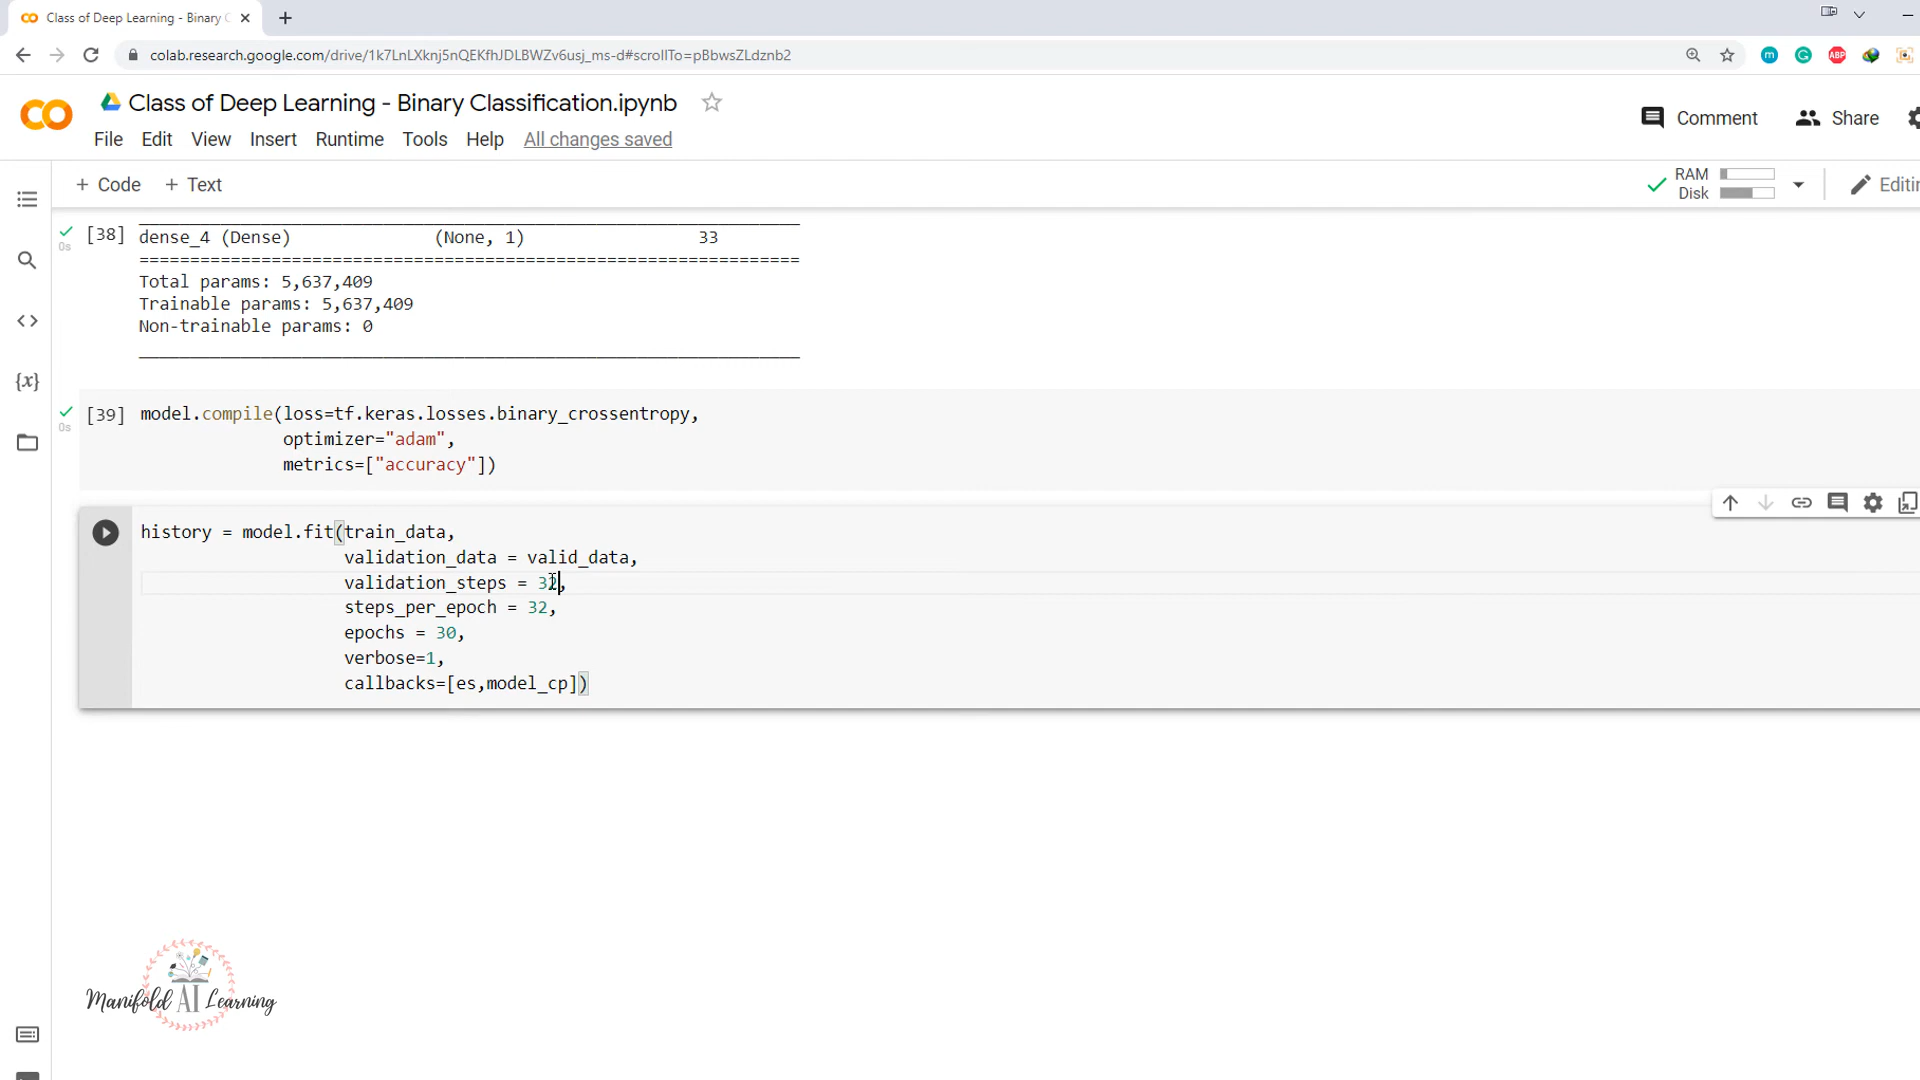 Class of Deep Learning - Binary C
colab.research.google.com/drive/1k7LnLXknj5nQEKfhJDLBWZv6usj_ms-d#scrollTo=pBbwsZLdznb2
m G ABP
Class of Deep Learning - Binary Classification.ipynb
Comment Share
File Edit View Insert Runtime Tools Help All changes saved
+ Code + Text
RAM
Disk
Editin
[38] dense_4 (Dense) (None, 1) 33
0s
=================================================================
Total params: 5,637,409
Trainable params: 5,637,409
Non-trainable params: 0
[39] model.compile(loss=tf.keras.losses.binary_crossentropy,
0s
optimizer="adam",
metrics=["accuracy"])
history = model.fit(train_data,
validation_data = valid_data,
validation_steps = 32,
steps_per_epoch = 32,
epochs = 30,
verbose=1,
callbacks=[es,model_cp])
{x}
Manifold AI Learning